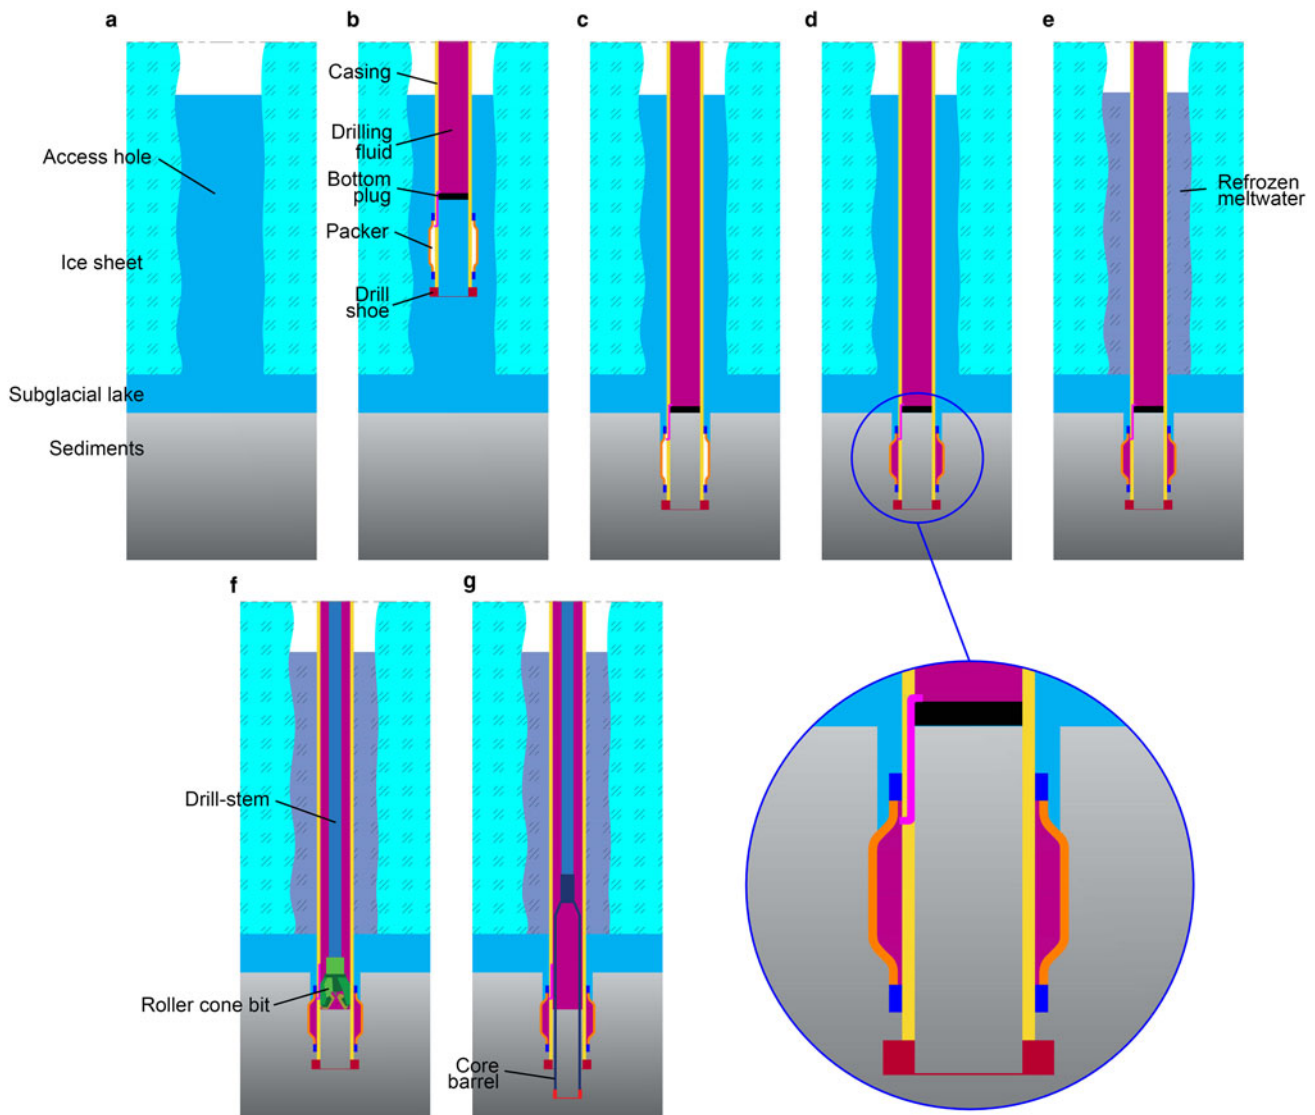 a
b
c
d
e
Casing
Drilling
fluid
Access hole
Bottom
plug
Refrozen
meltwater
Packer
Ice sheet
Drill
shoe
Subglacial lake
Sediments
f
g
Drill-stem
Roller cone bit
Core
barrel